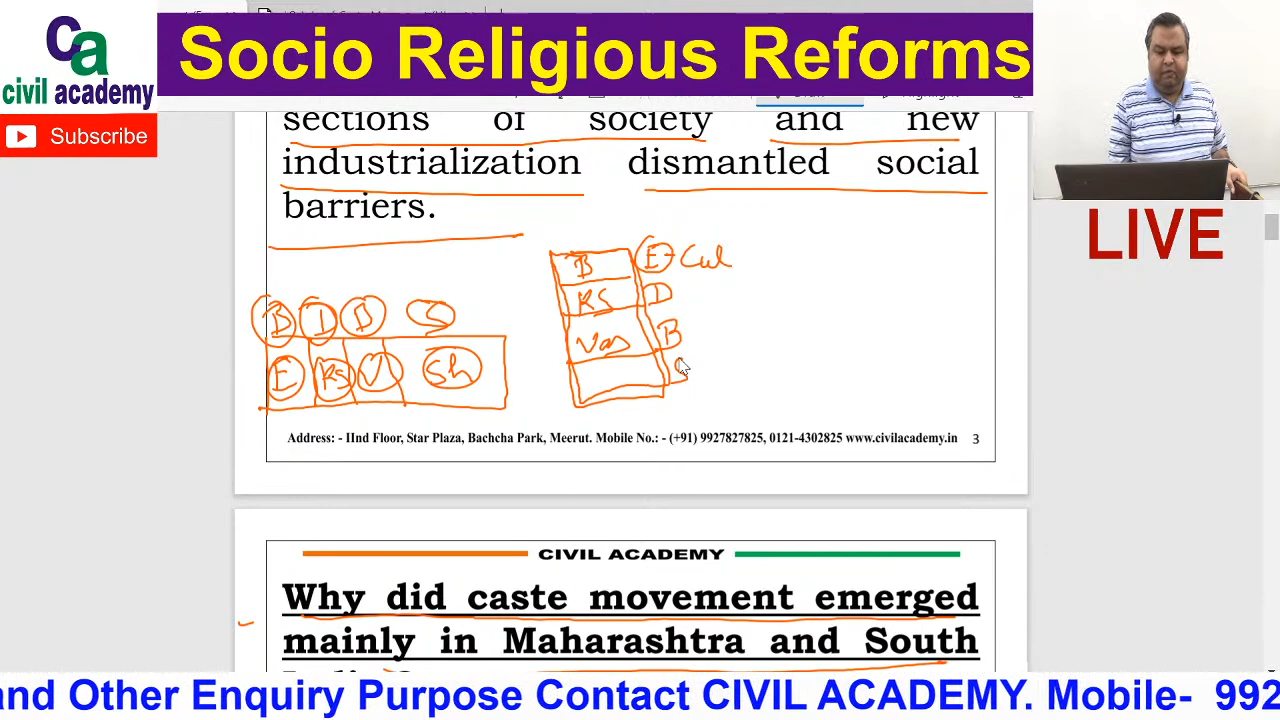 ca
civil academy
Subscribe
Socio Religious Reforms
LIVE
sections of society and new
industrialization dismantled social
barriers.
B E - Cul
KS D
Vas B
B D B S
E KS V Sh
Address: - IInd Floor, Star Plaza, Bachcha Park, Meerut. Mobile No.: - (+91) 9927827825, 0121-4302825 www.civilacademy.in 3
CIVIL ACADEMY
Why did caste movement emerged
mainly in Maharashtra and South
and Other Enquiry Purpose Contact CIVIL ACADEMY. Mobile- 992